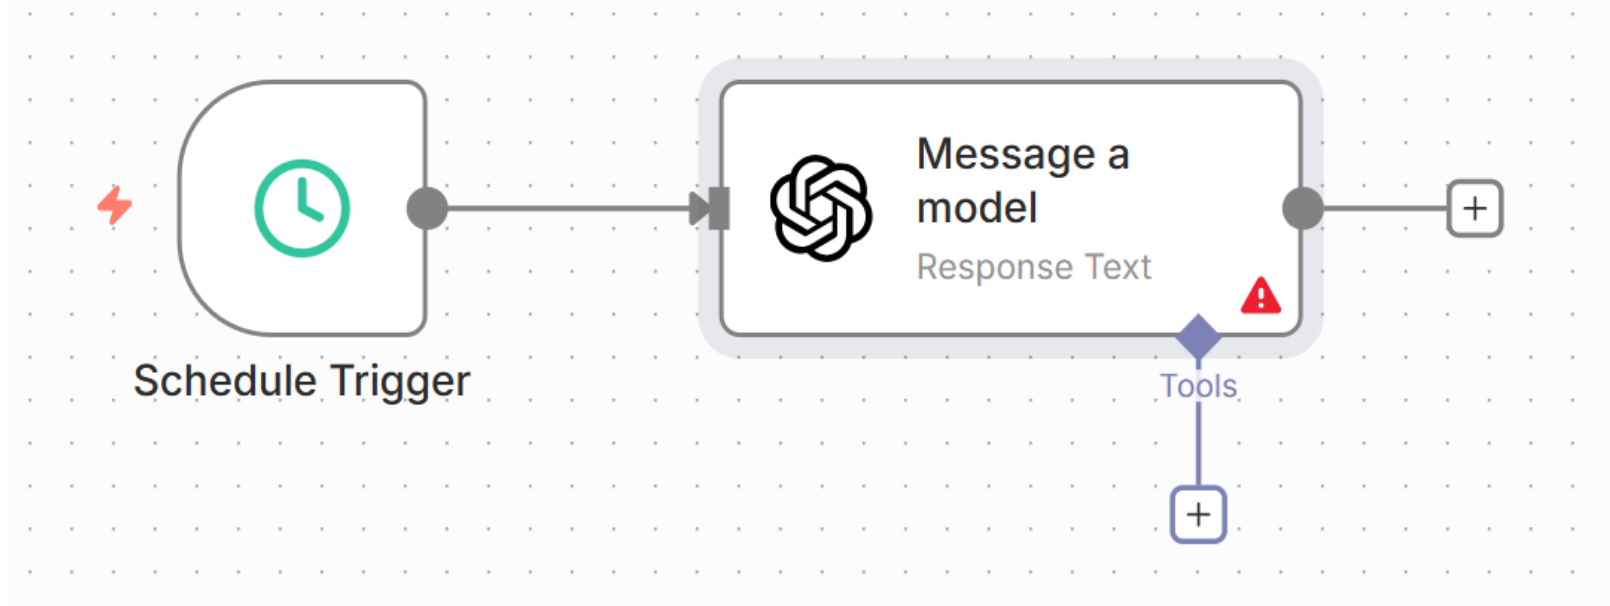 Message a
model
Response Text
Schedule Trigger
Tools